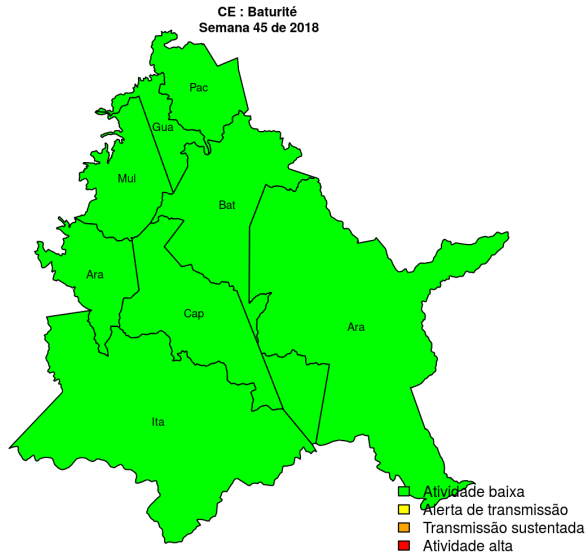 CE : Baturité
Semana 45 de 2018
Pac
Gua
Mul
Bat
Ara
Cap
Ara
Ita
Atividade baixa
Alerta de transmissão
Transmissão sustentada
Atividade alta